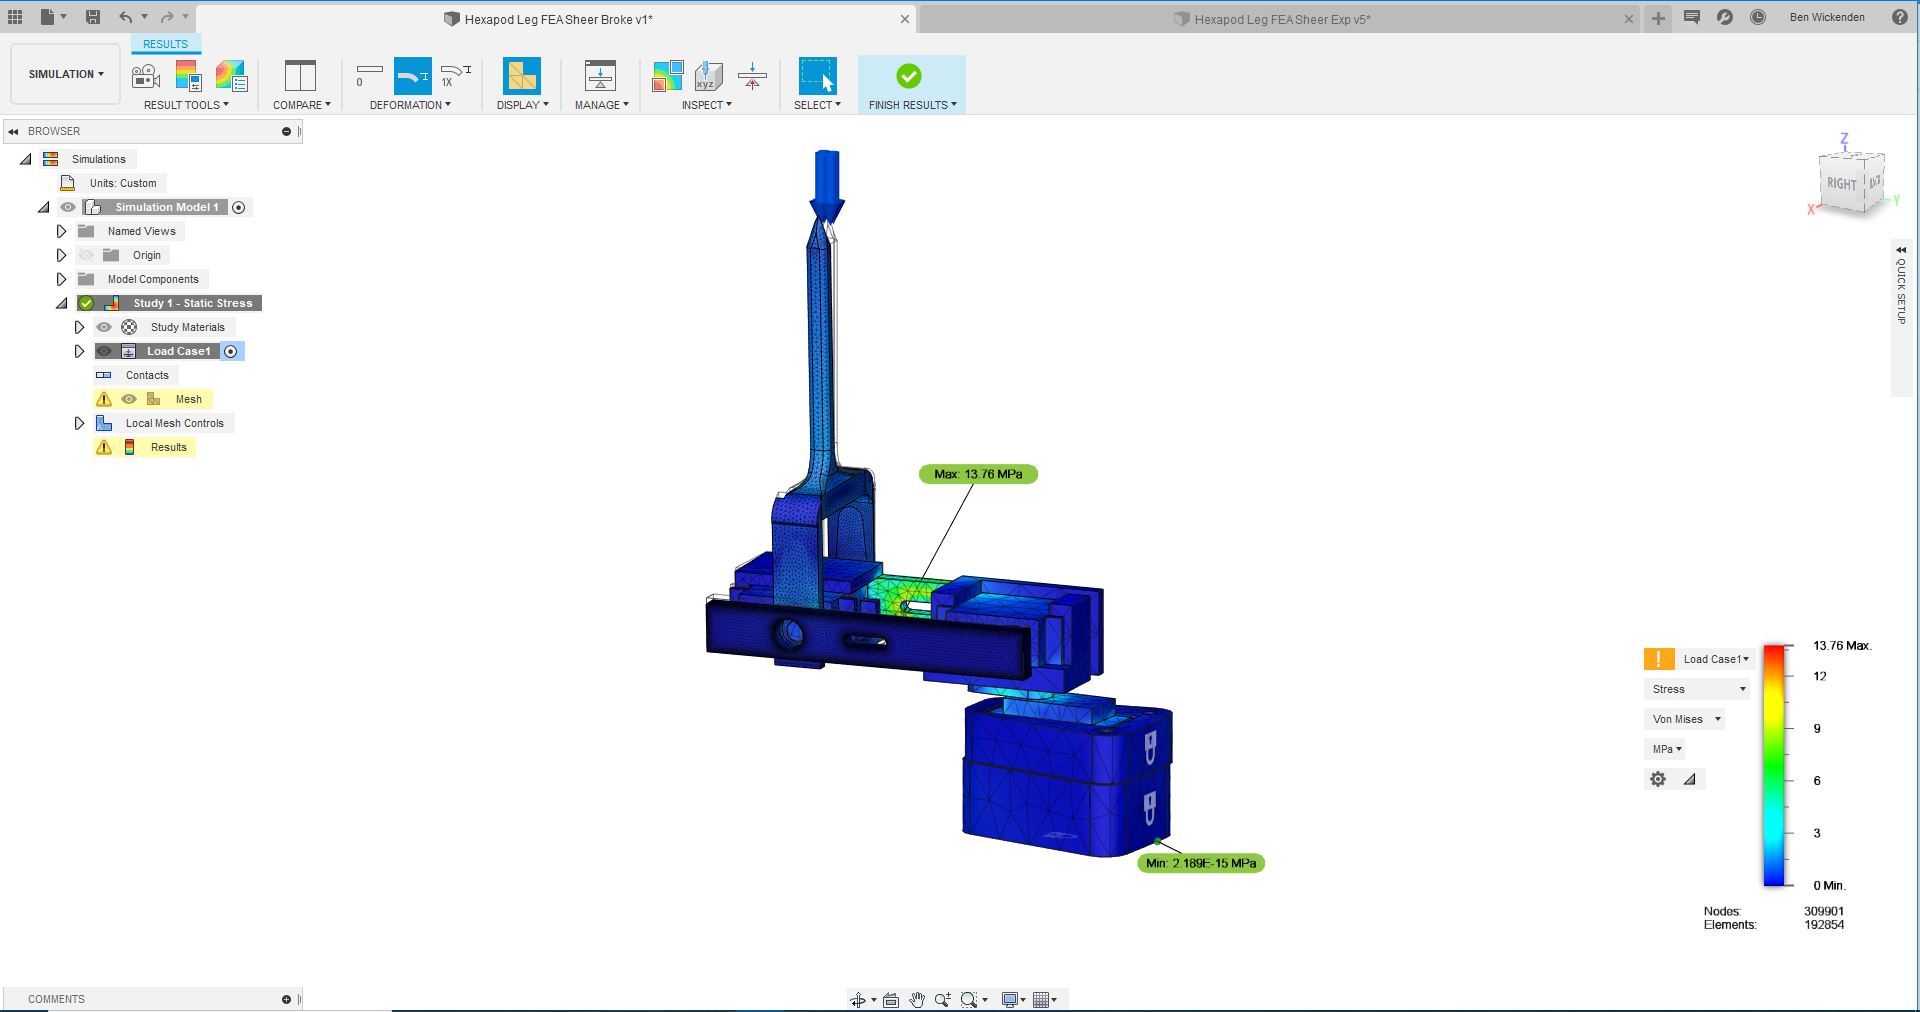 Hexapod Leg FEA Sheer Broke v1*
Hexapod Leg FEA Sheer Exp v5*
Ben Wickenden
RESULTS
SIMULATION
0
1X
xyz
RESULT TOOLS
COMPARE
DEFORMATION
DISPLAY
MANAGE
INSPECT
SELECT
FINISH RESULTS
BROWSER
Simulations
Units: Custom
Simulation Model 1
Named Views
Origin
Model Components
Study 1 - Static Stress
Study Materials
Load Case1
Contacts
Mesh
Local Mesh Controls
Results
Z
RIGHT
X
Y
QUICK SETUP
Max: 13.76 MPa
Min: 2.189E-15 MPa
Load Case1
Stress
Von Mises
MPa
13.76 Max.
12
9
6
3
0 Min.
Nodes: 309901
Elements: 192854
COMMENTS